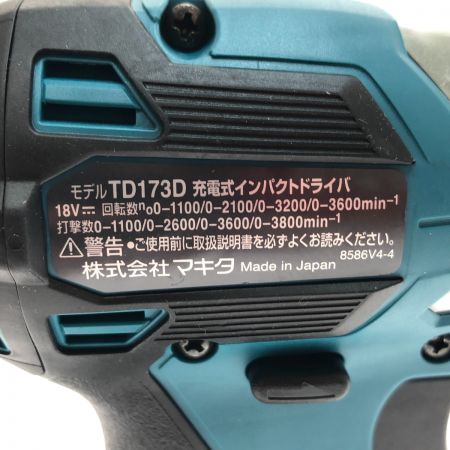 モデル TD173D 充電式インパクトドライバ
18V⎓ 回転数n₀0-1100/0-2100/0-3200/0-3600min⁻¹
打撃数0-1100/0-2600/0-3600/0-3800min⁻¹
⚠警告・ご使用前に取扱説明書を必ずよくお読みください。
株式会社 マキタ Made in Japan 8586V4-4